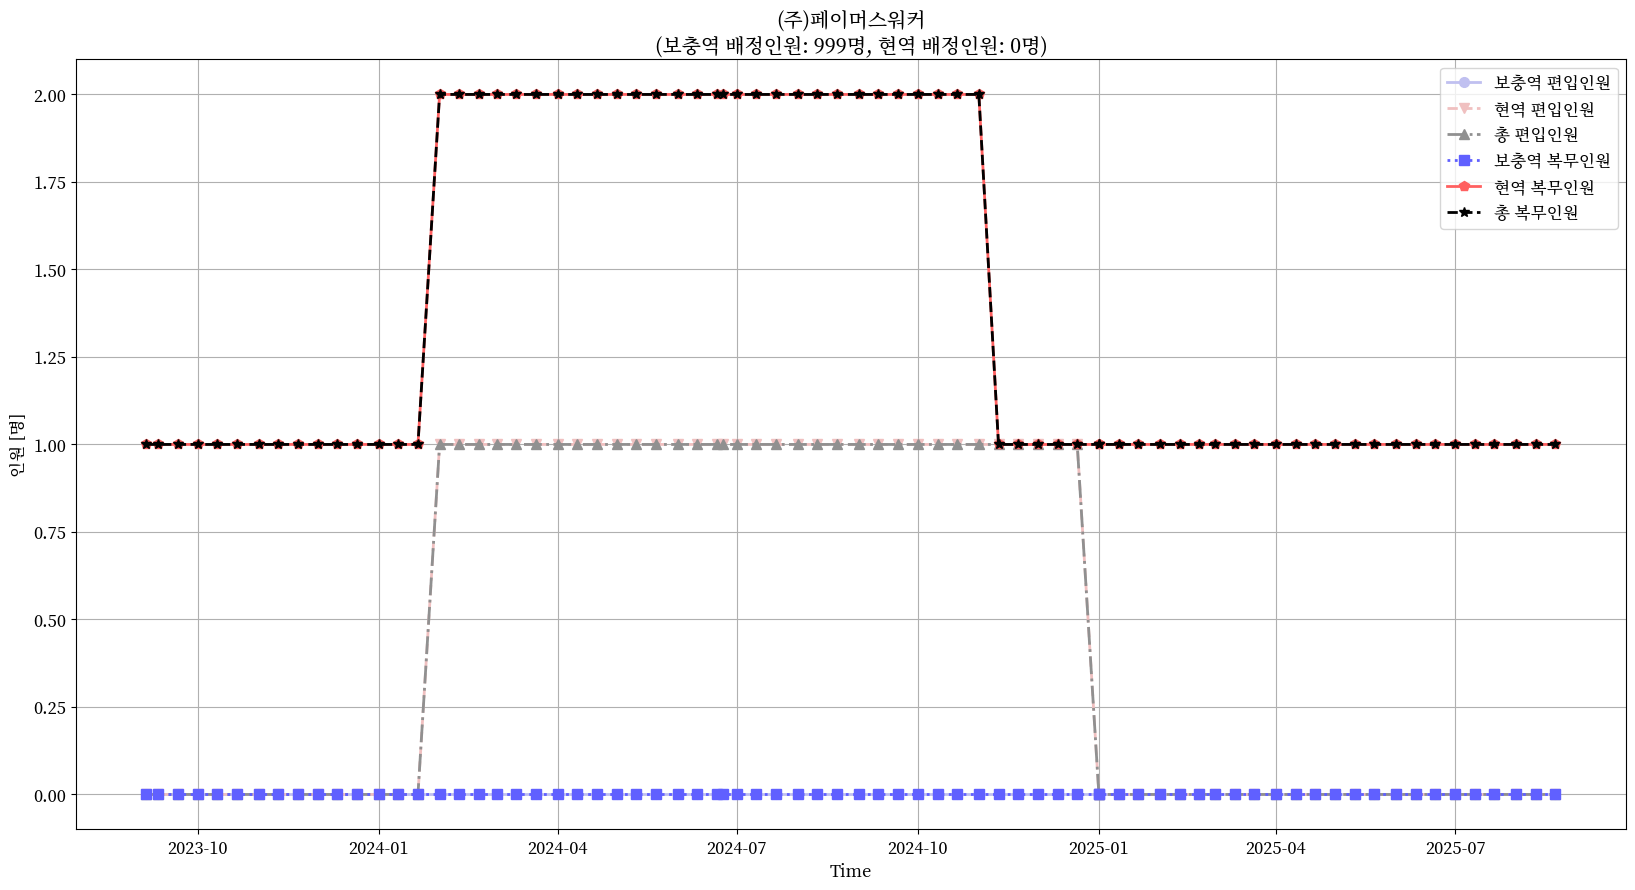 (주)페이머스워커
(보충역 배정인원: 999명, 현역 배정인원: 0명)
보충역 편입인원
현역 편입인원
총 편입인원
보충역 복무인원
현역 복무인원
총 복무인원
인원 [명]
2.00
1.75
1.50
1.25
1.00
0.75
0.50
0.25
0.00
2023-10
2024-01
2024-04
2024-07
2024-10
2025-01
2025-04
2025-07
Time